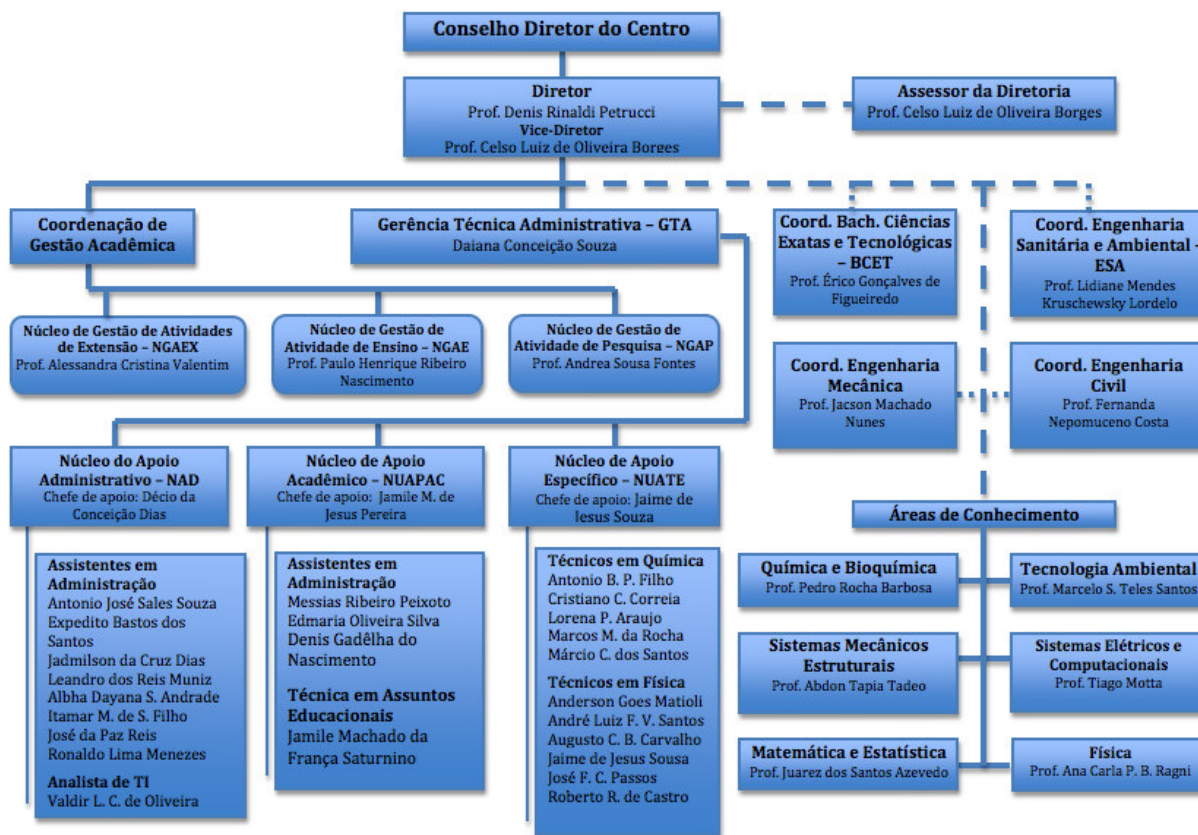 Conselho Diretor do Centro
Diretor
Prof. Denis Rinaldi Petrucci
Vice-Diretor
Prof. Celso Luiz de Oliveira Borges
Assessor da Diretoria
Prof. Celso Luiz de Oliveira Borges
Coordenação de
Gestão Acadêmica
Gerência Técnica Administrativa – GTA
Daiana Conceição Souza
Coord. Bach. Ciências
Exatas e Tecnológicas
– BCET
Prof. Érico Gonçalves de
Figueiredo
Coord. Engenharia
Sanitária e Ambiental –
ESA
Prof. Lidiane Mendes
Kruschewsky Lordelo
Núcleo de Gestão de Atividades
de Extensão – NGAEX
Prof. Alessandra Cristina Valentim
Núcleo de Gestão de
Atividade de Ensino – NGAE
Prof. Paulo Henrique Ribeiro
Nascimento
Núcleo de Gestão de
Atividade de Pesquisa – NGAP
Prof. Andrea Sousa Fontes
Coord. Engenharia
Mecânica
Prof. Jacson Machado
Nunes
Coord. Engenharia
Civil
Prof. Fernanda
Nepomuceno Costa
Núcleo do Apoio
Administrativo – NAD
Chefe de apoio: Décio da
Conceição Dias
Núcleo de Apoio
Acadêmico – NUAPAC
Chefe de apoio: Jamile M. de
Jesus Pereira
Núcleo de Apoio
Específico – NUATE
Chefe de apoio: Jaime de
Jesus Souza
Assistentes em
Administração
Antonio José Sales Souza
Expedito Bastos dos
Santos
Jadmilson da Cruz Dias
Leandro dos Reis Muniz
Albha Dayana S. Andrade
Itamar M. de S. Filho
José da Paz Reis
Ronaldo Lima Menezes
Analista de TI
Valdir L. C. de Oliveira
Assistentes em
Administração
Messias Ribeiro Peixoto
Edmaria Oliveira Silva
Denis Gadêlha do
Nascimento
Técnica em Assuntos
Educacionais
Jamile Machado da
França Saturnino
Técnicos em Química
Antonio B. P. Filho
Cristiano C. Correia
Lorena P. Araujo
Marcos M. da Rocha
Márcio C. dos Santos
Técnicos em Física
Anderson Goes Matioli
André Luiz F. V. Santos
Augusto C. B. Carvalho
Jaime de Jesus Sousa
José F. C. Passos
Roberto R. de Castro
Áreas de Conhecimento
Química e Bioquímica
Prof. Pedro Rocha Barbosa
Tecnologia Ambiental
Prof. Marcelo S. Teles Santos
Sistemas Mecânicos
Estruturais
Prof. Abdon Tapia Tadeo
Sistemas Elétricos e
Computacionais
Prof. Tiago Motta
Matemática e Estatística
Prof. Juarez dos Santos Azevedo
Física
Prof. Ana Carla P. B. Ragni